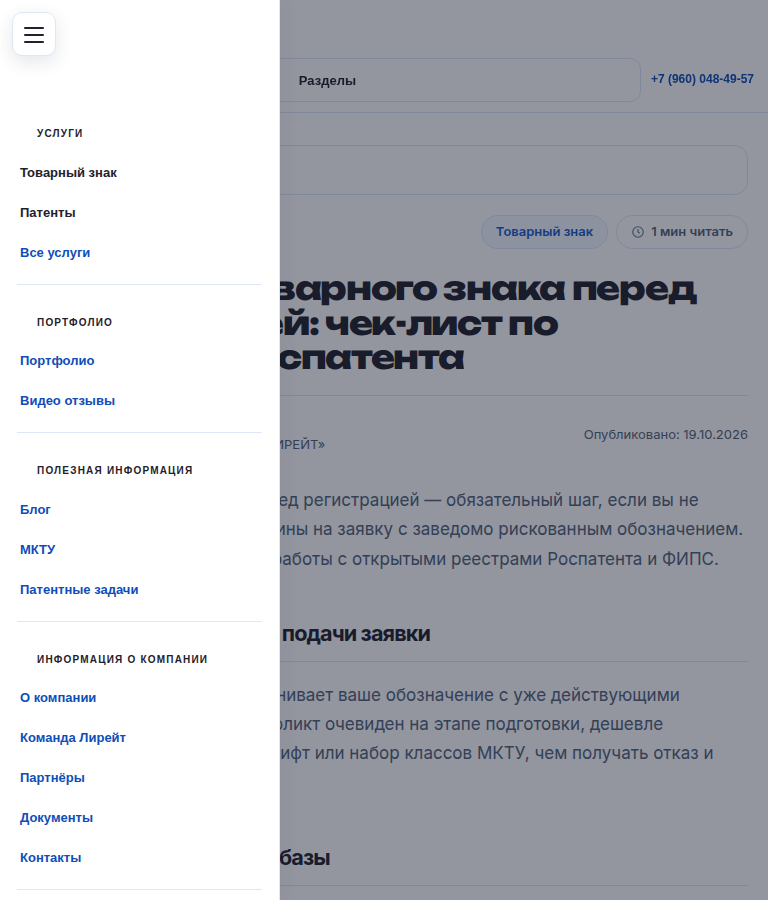 УСЛУГИ
Товарный знак
Патенты
Все услуги
ПОРТФОЛИО
Портфолио
Видео отзывы
ПОЛЕЗНАЯ ИНФОРМАЦИЯ
Блог
МКТУ
Патентные задачи
ИНФОРМАЦИЯ О КОМПАНИИ
О компании
Команда Лирейт
Партнёры
Документы
Контакты
Разделы
+7 (960) 048-49-57
Товарный знак
1 мин читать
варного знака перед
ей: чек-лист по
спатента
ИРЕЙТ»
Опубликовано: 19.10.2026
ед регистрацией — обязательный шаг, если вы не
ины на заявку с заведомо рискованным обозначением.
работы с открытыми реестрами Роспатента и ФИПС.
подачи заявки
нивает ваше обозначение с уже действующими
ликт очевиден на этапе подготовки, дешевле
ифт или набор классов МКТУ, чем получать отказ и
базы